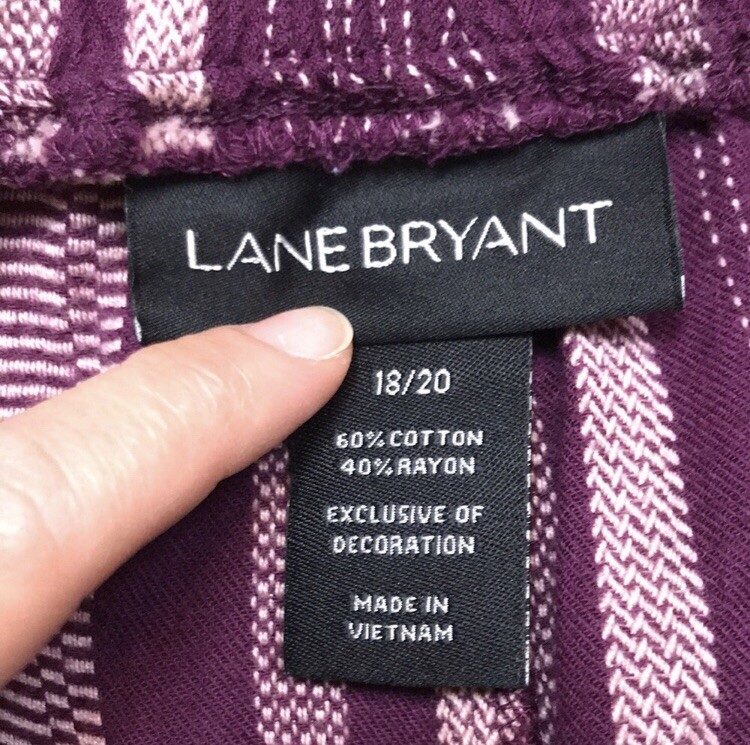 LANE BRYANT
18/20
60% COTTON
40% RAYON
EXCLUSIVE OF
DECORATION
MADE IN
VIETNAM